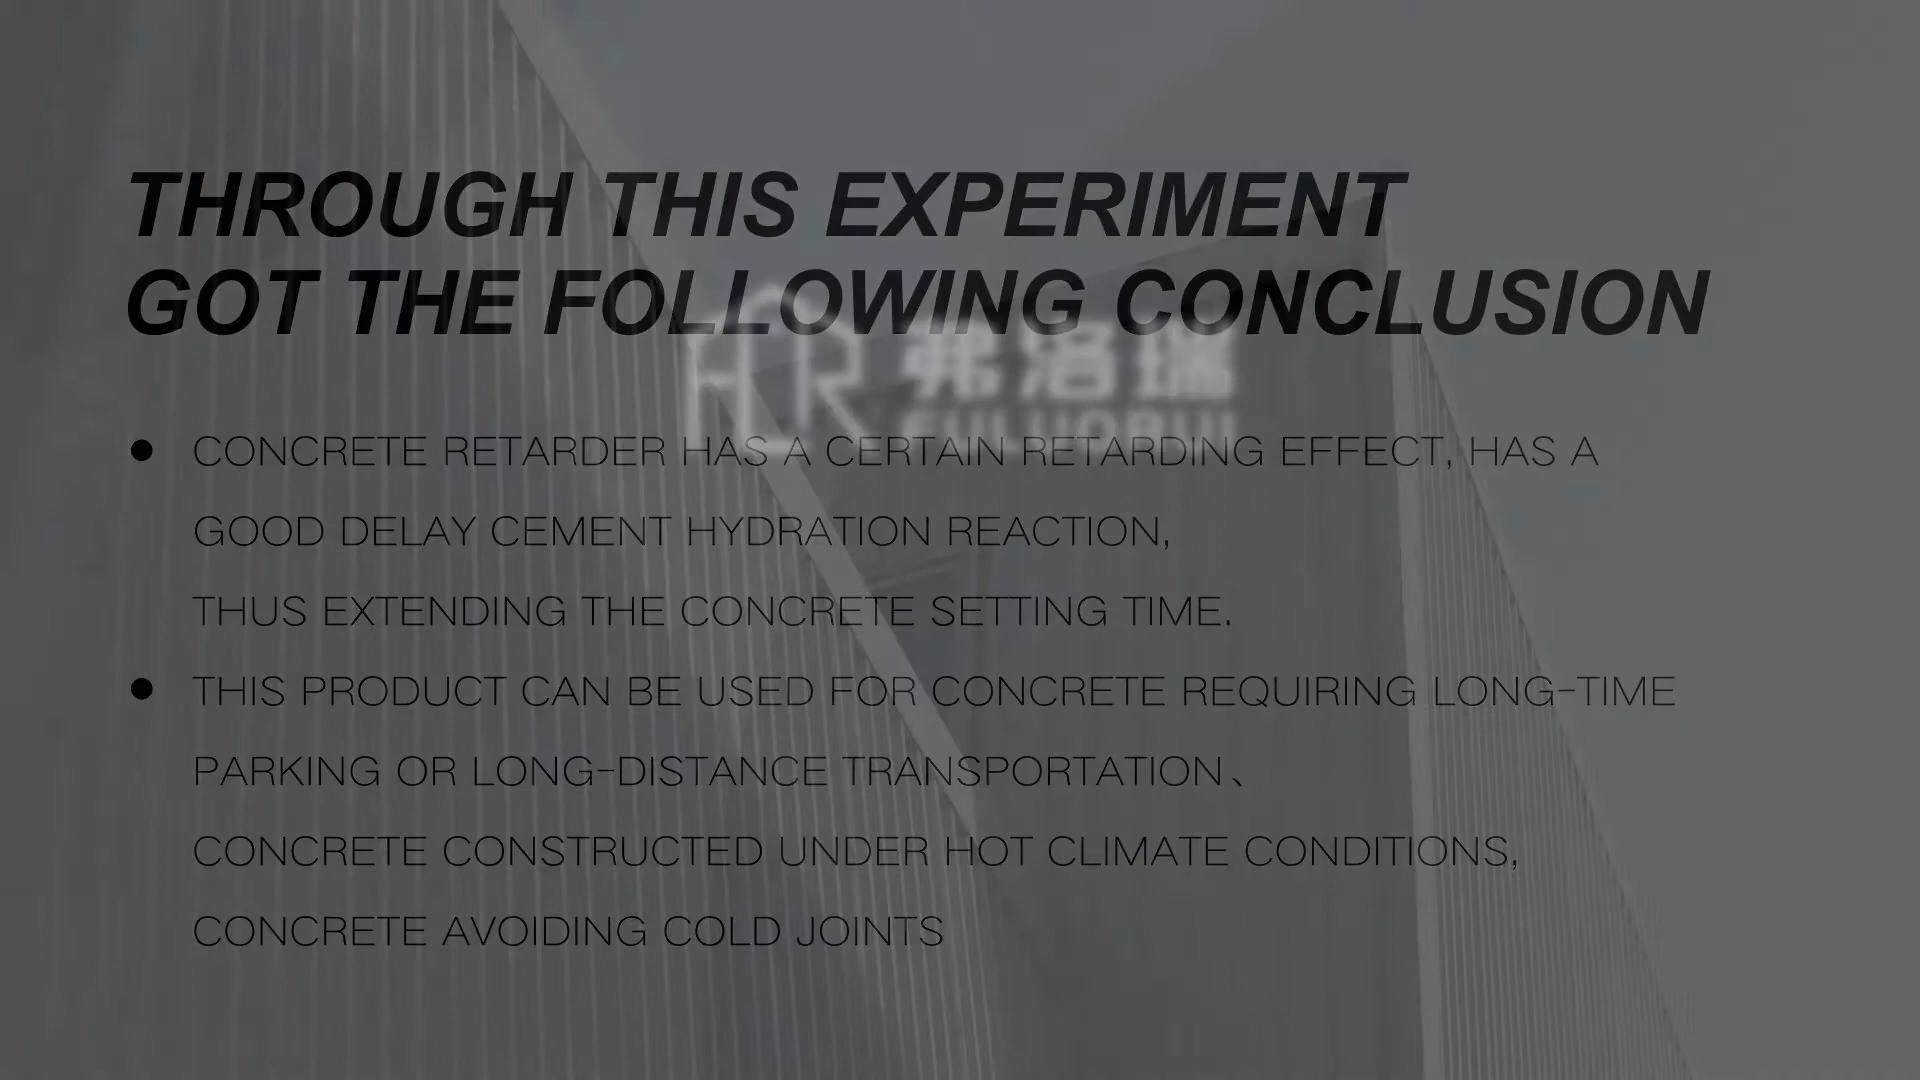 THROUGH THIS EXPERIMENT
GOT THE FOLLOWING CONCLUSION
弗洛瑞
FULUORUI
● CONCRETE RETARDER HAS A CERTAIN RETARDING EFFECT, HAS A
GOOD DELAY CEMENT HYDRATION REACTION,
THUS EXTENDING THE CONCRETE SETTING TIME.
● THIS PRODUCT CAN BE USED FOR CONCRETE REQUIRING LONG-TIME
PARKING OR LONG-DISTANCE TRANSPORTATION、
CONCRETE CONSTRUCTED UNDER HOT CLIMATE CONDITIONS,
CONCRETE AVOIDING COLD JOINTS